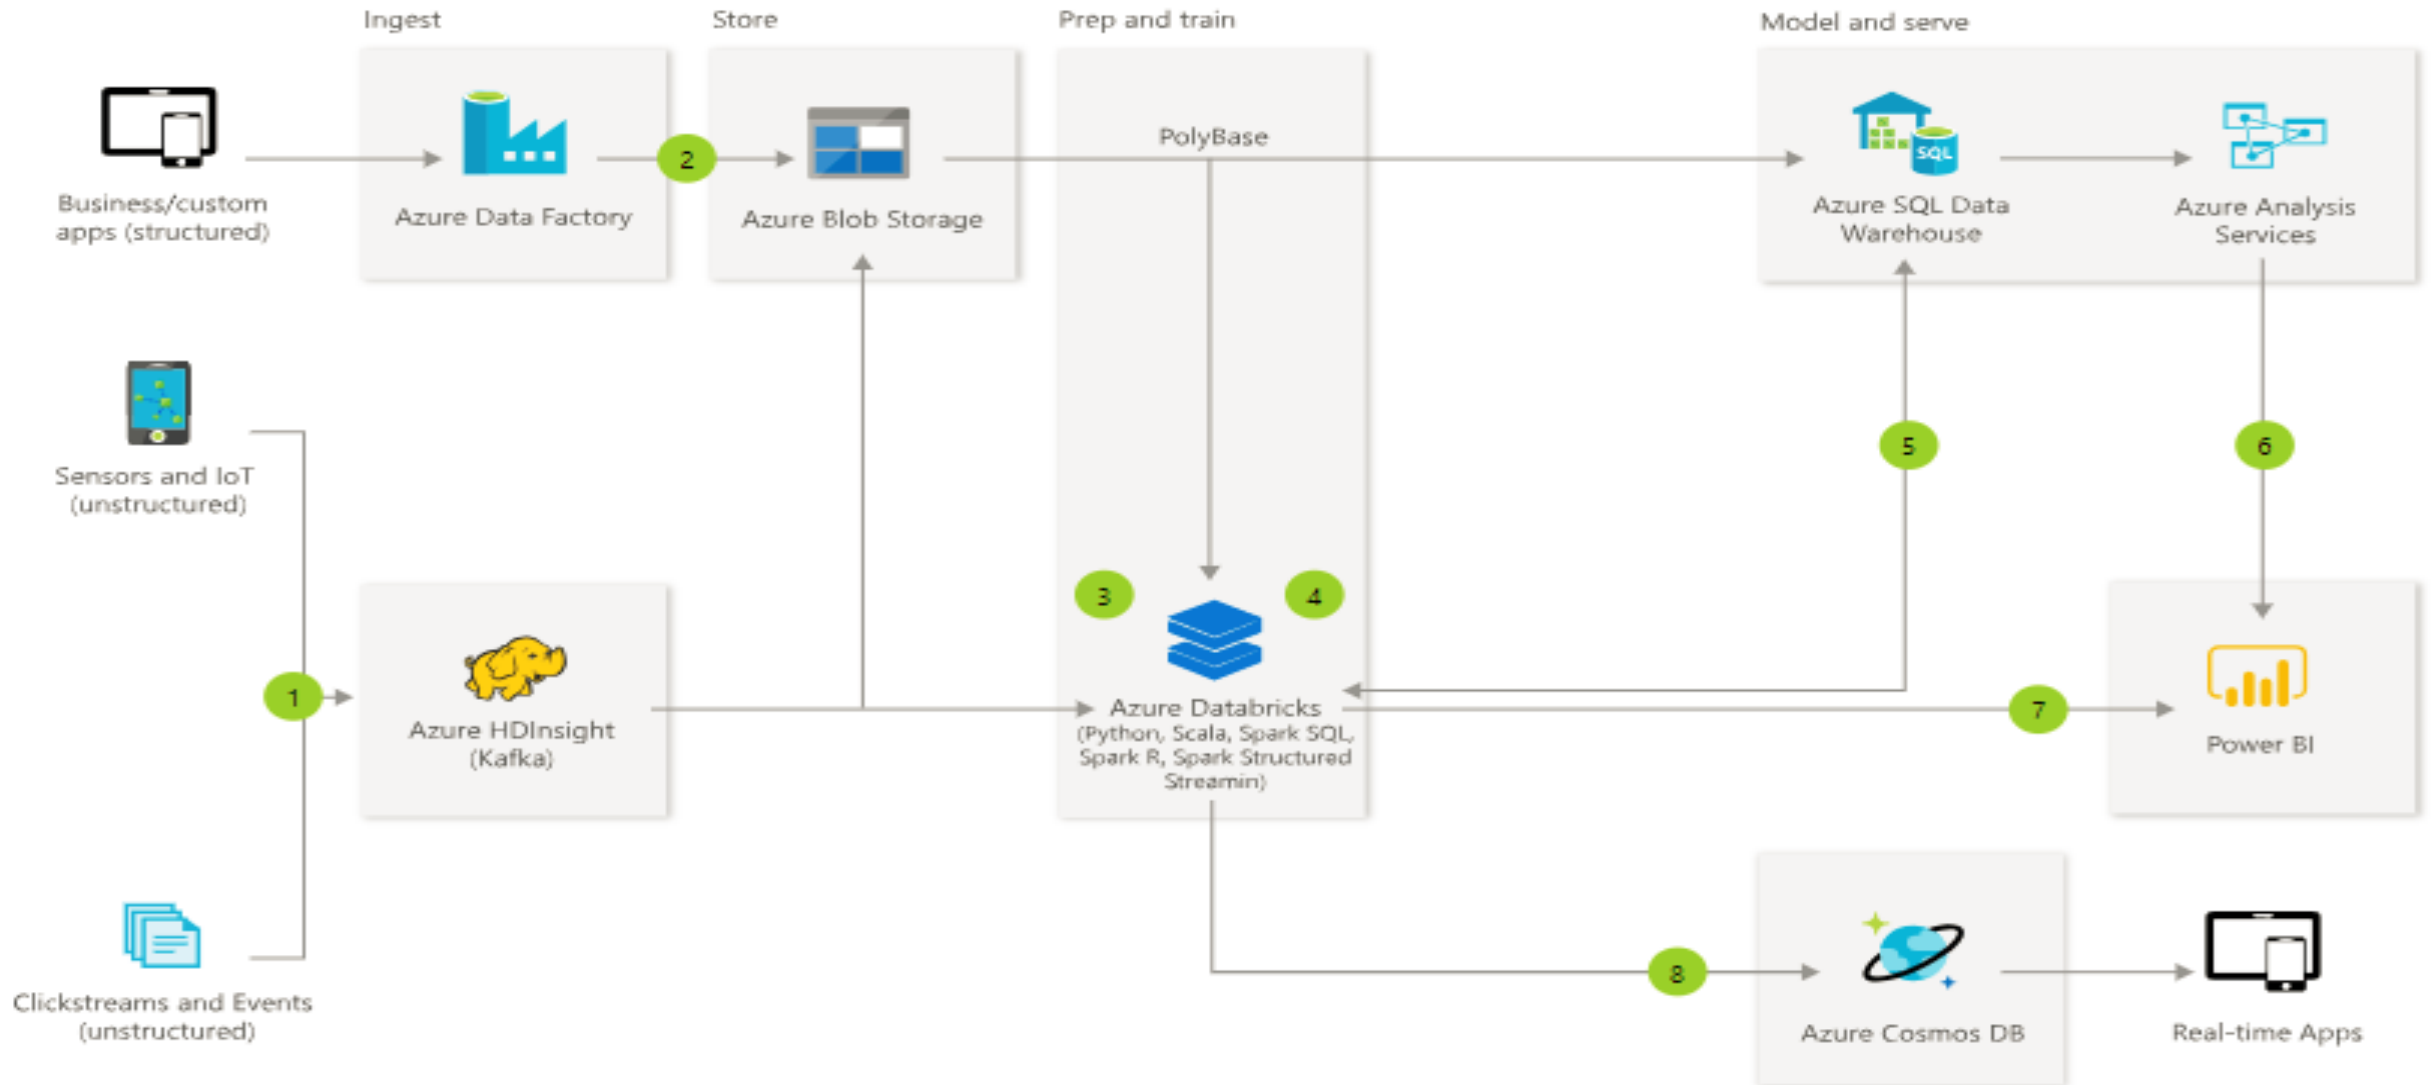 Ingest
Store
Prep and train
Model and serve
Business/custom
apps (structured)
Azure Data Factory
2
Azure Blob Storage
PolyBase
SQL
Azure SQL Data
Warehouse
Azure Analysis
Services
Sensors and IoT
(unstructured)
5
6
3
4
1
Azure HDInsight
(Kafka)
Azure Databricks
(Python, Scala, Spark SQL,
Spark R, Spark Structured
Streamin)
7
Power BI
Clickstreams and Events
(unstructured)
8
Azure Cosmos DB
Real-time Apps